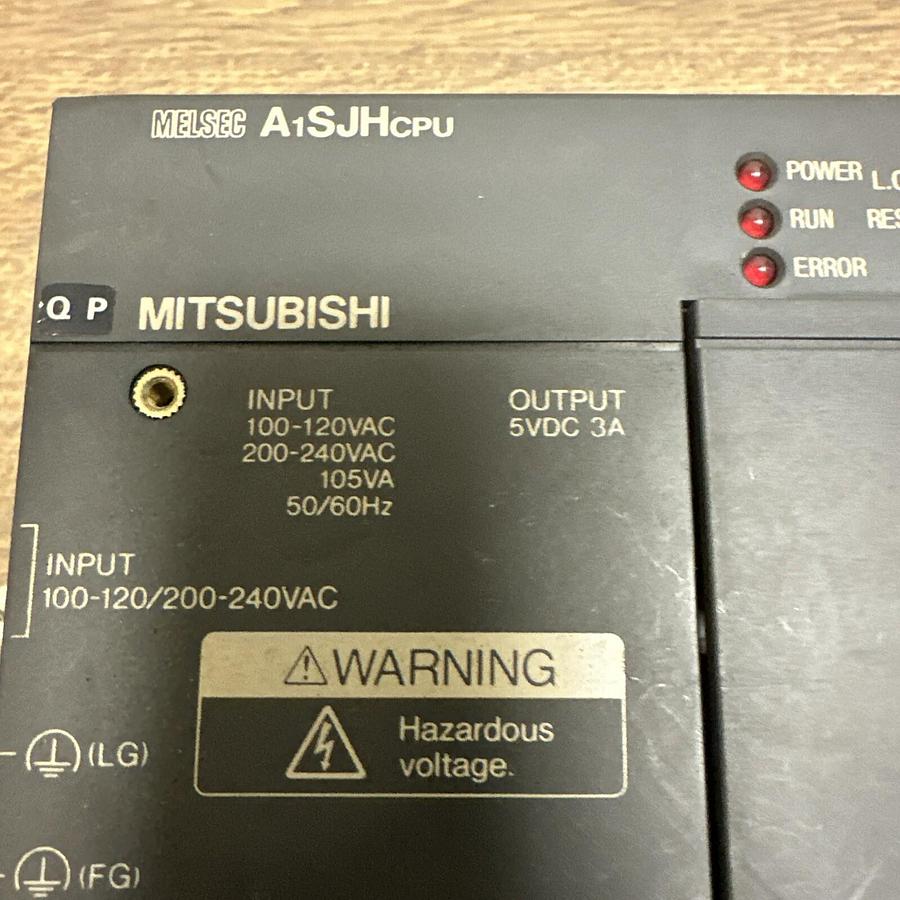 MELSEC A1SJHCPU
POWER
RUN
ERROR
Q P
MITSUBISHI
INPUT
100-120VAC
200-240VAC
105VA
50/60Hz
OUTPUT
5VDC 3A
INPUT
100-120/200-240VAC
WARNING
Hazardous
voltage.
(LG)
(FG)